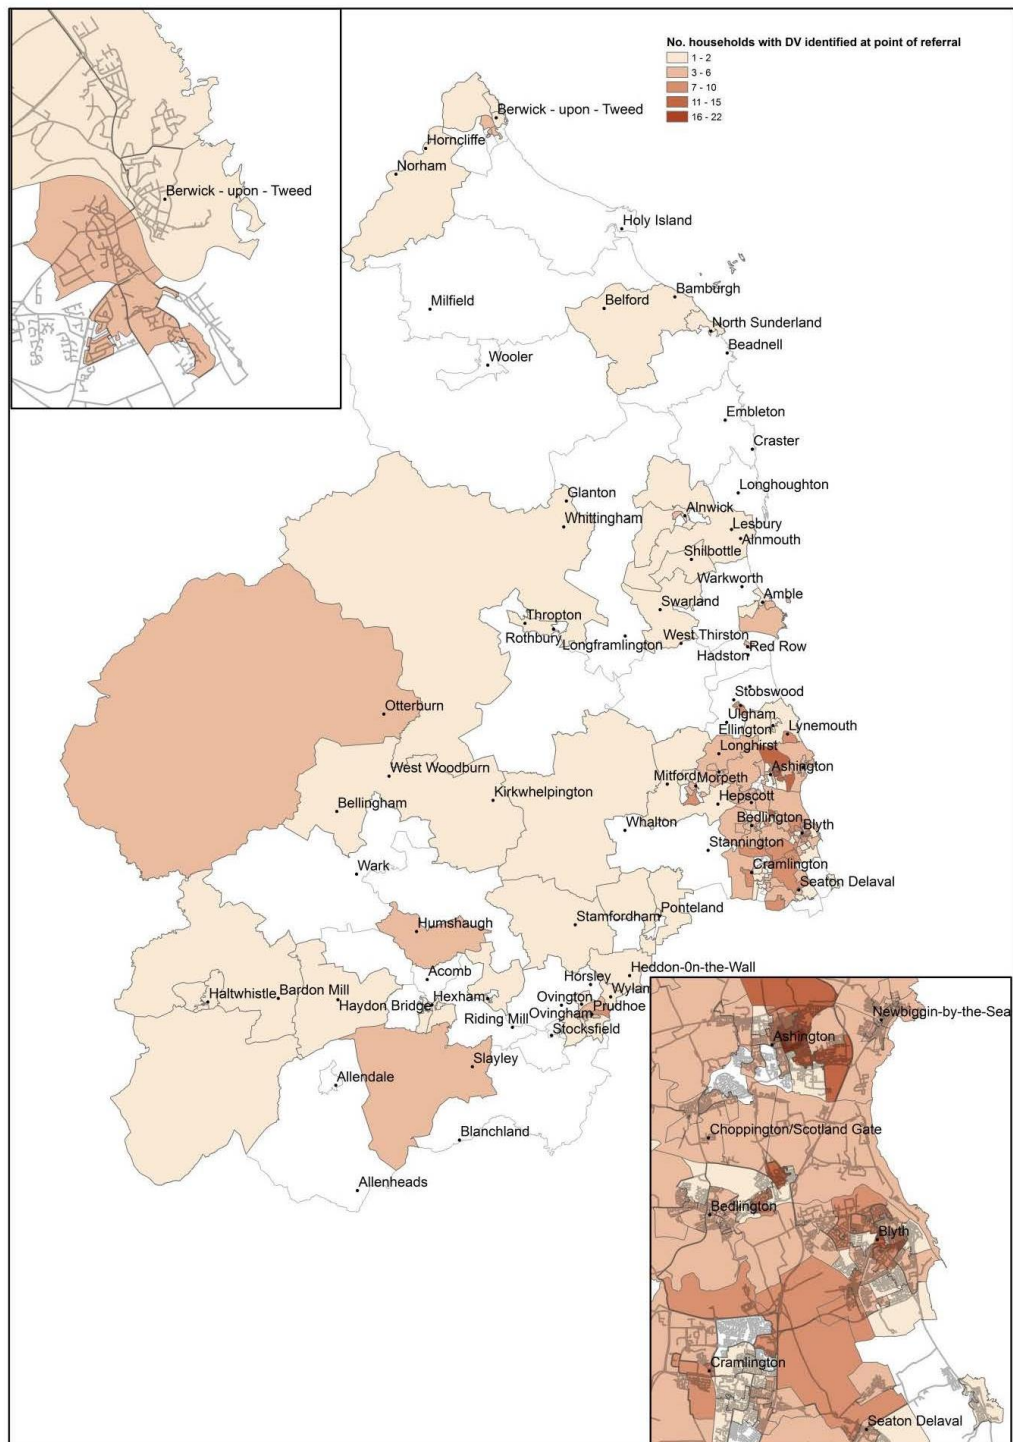 No. households with DV identified at point of referral
1 - 2
3 - 6
7 - 10
11 - 15
16 - 22
Berwick - upon - Tweed
Berwick - upon - Tweed
Horncliffe
Norham
Holy Island
Milfield
Belford
Bamburgh
North Sunderland
Beadnell
Wooler
Embleton
Craster
Longhoughton
Glanton
Whittingham
Alnwick
Lesbury
Alnmouth
Shilbottle
Warkworth
Amble
Swarland
Thropton
Rothbury
Longframlington
West Thirston
Red Row
Hadston
Stobswood
Otterburn
Ulgham
Ellington
Lynemouth
Longhirst
West Woodburn
Ashington
Mitford
Morpeth
Kirkwhelpington
Bellingham
Hepscott
Bedlington
Blyth
Whalton
Stannington
Wark
Cramlington
Seaton Delaval
Ponteland
Stamfordham
Humshaugh
Acomb
Heddon-0n-the-Wall
Horsley
Wylam
Haltwhistle
Bardon Mill
Haydon Bridge
Hexham
Ovington
Prudhoe
Ovingham
Riding Mill
Stocksfield
Slayley
Allendale
Blanchland
Allenheads
Newbiggin-by-the-Sea
Ashington
Choppington/Scotland Gate
Bedlington
Blyth
Cramlington
Seaton Delaval